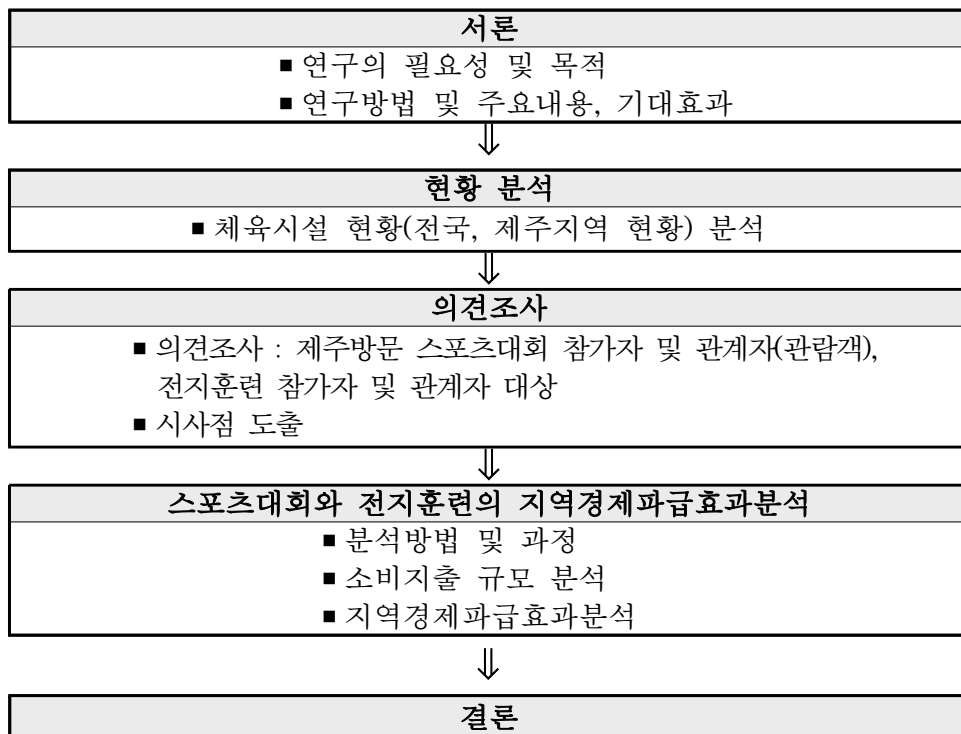 서론
■ 연구의 필요성 및 목적
■ 연구방법 및 주요내용, 기대효과
⇓
현황 분석
■ 체육시설 현황(전국, 제주지역 현황) 분석
⇓
의견조사
■ 의견조사 : 제주방문 스포츠대회 참가자 및 관계자(관람객),
전지훈련 참가자 및 관계자 대상
■ 시사점 도출
⇓
스포츠대회와 전지훈련의 지역경제파급효과분석
■ 분석방법 및 과정
■ 소비지출 규모 분석
■ 지역경제파급효과분석
⇓
결론